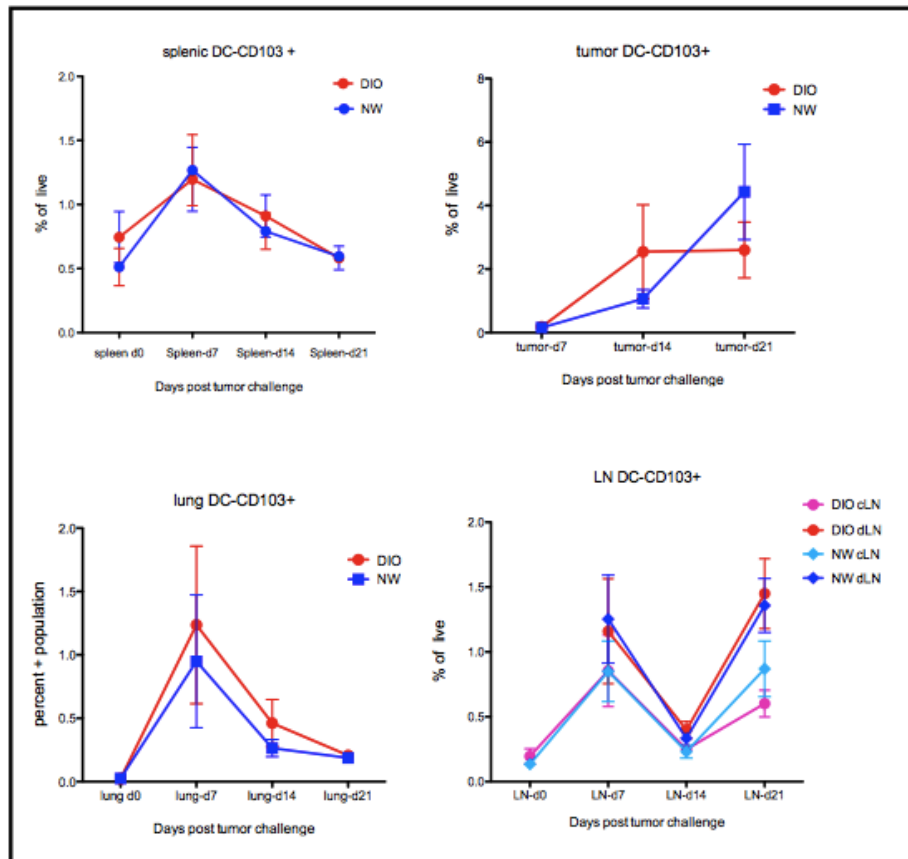 splenic DC-CD103 +
2.0
1.5
1.0
0.5
0.0
% of live
DIO
NW
spleen d0 Spleen-d7 Spleen-d14 Spleen-d21
Days post tumor challenge
tumor DC-CD103+
8
6
4
2
0
% of live
DIO
NW
tumor-d7 tumor-d14 tumor-d21
Days post tumor challenge
lung DC-CD103+
2.0
1.5
1.0
0.5
0.0
percent + population
DIO
NW
lung d0 lung-d7 lung-d14 lung-d21
Days post tumor challenge
LN DC-CD103+
2.0
1.5
1.0
0.5
0.0
% of live
DIO cLN
DIO dLN
NW cLN
NW dLN
LN-d0 LN-d7 LN-d14 LN-d21
Days post tumor challenge